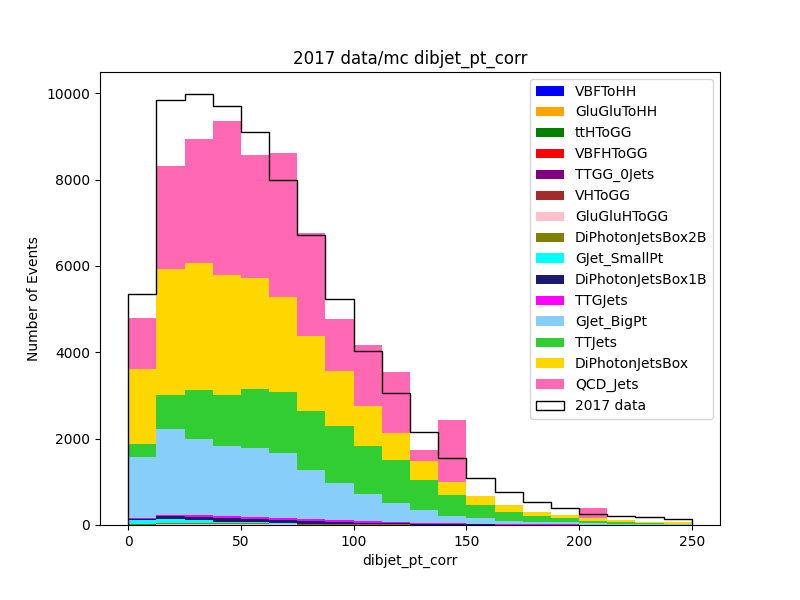 2017 data/mc dibjet_pt_corr
Number of Events
10000
8000
6000
4000
2000
0
0
50
100
150
200
250
dibjet_pt_corr
VBFToHH
GluGluToHH
ttHToGG
VBFHToGG
TTGG_0Jets
VHToGG
GluGluHToGG
DiPhotonJetsBox2B
GJet_SmallPt
DiPhotonJetsBox1B
TTGJets
GJet_BigPt
TTJets
DiPhotonJetsBox
QCD_Jets
2017 data